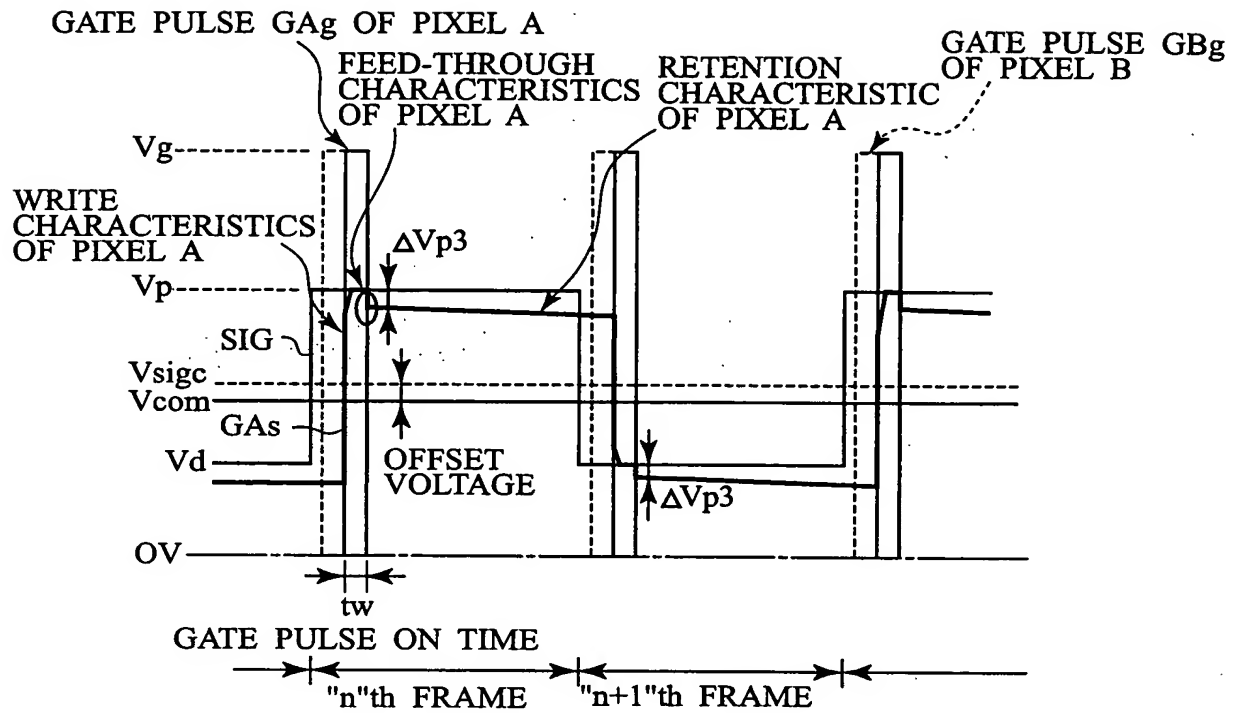 GATE PULSE GAg OF PIXEL A
FEED-THROUGH
CHARACTERISTICS
OF PIXEL A
RETENTION
CHARACTERISTIC
OF PIXEL A
GATE PULSE GBg
OF PIXEL B
Vg
WRITE
CHARACTERISTICS
OF PIXEL A
ΔVp3
Vp
SIG
Vsigc
Vcom
GAs
Vd
OFFSET
VOLTAGE
ΔVp3
OV
tw
GATE PULSE ON TIME
"n"th FRAME
"n+1"th FRAME